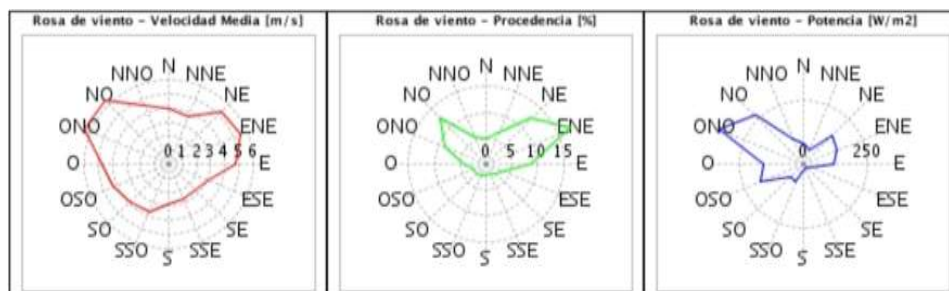 Rosa de viento - Velocidad Media [m/s]
N
NNO NNE
NO NE
ONO ENE
0 1 2 3 4 5 6
O E
OSO ESE
SO SE
SSO SSE
S
Rosa de viento - Procedencia [%]
N
NNO NNE
NO NE
ONO ENE
0 5 10 15
O E
OSO ESE
SO SE
SSO SSE
S
Rosa de viento - Potencia [W/m2]
N
NNO NNE
NO NE
ONO ENE
0 250
O E
OSO ESE
SO SE
SSO SSE
S